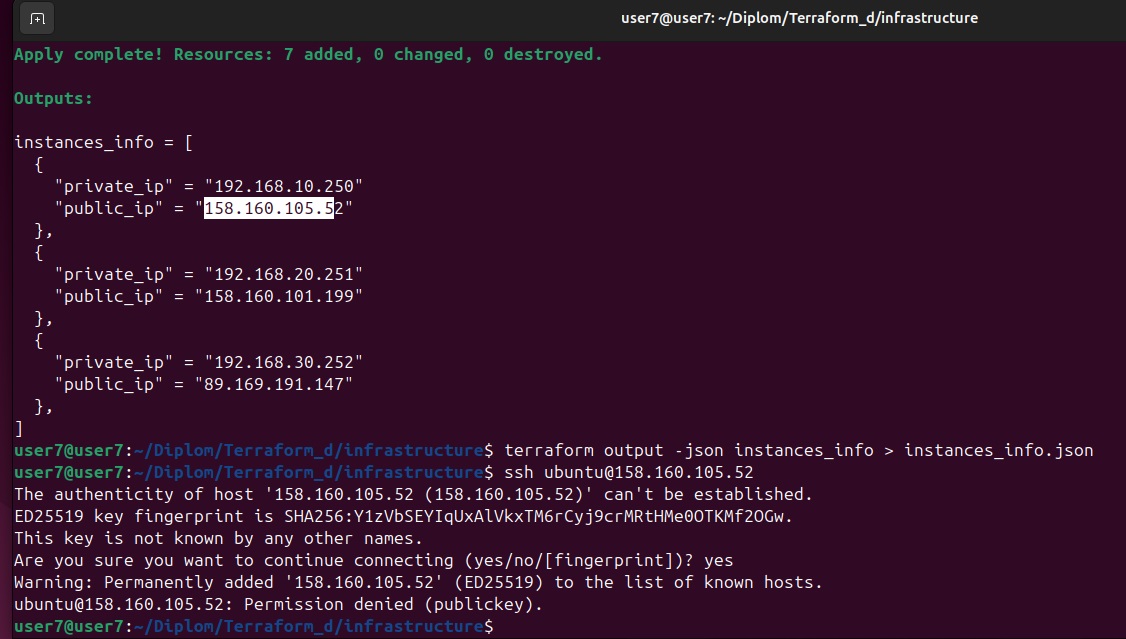 user7@user7: ~/Diplom/Terraform_d/infrastructure
Apply complete! Resources: 7 added, 0 changed, 0 destroyed.
Outputs:
instances_info = [
  {
    "private_ip" = "192.168.10.250"
    "public_ip" = "158.160.105.52"
  },
  {
    "private_ip" = "192.168.20.251"
    "public_ip" = "158.160.101.199"
  },
  {
    "private_ip" = "192.168.30.252"
    "public_ip" = "89.169.191.147"
  },
]
user7@user7:~/Diplom/Terraform_d/infrastructure$ terraform output -json instances_info > instances_info.json
user7@user7:~/Diplom/Terraform_d/infrastructure$ ssh ubuntu@158.160.105.52
The authenticity of host '158.160.105.52 (158.160.105.52)' can't be established.
ED25519 key fingerprint is SHA256:Y1zVbSEYIqUxAlVkxTM6rCyj9crMRtHMe0OTKMf2OGw.
This key is not known by any other names.
Are you sure you want to continue connecting (yes/no/[fingerprint])? yes
Warning: Permanently added '158.160.105.52' (ED25519) to the list of known hosts.
ubuntu@158.160.105.52: Permission denied (publickey).
user7@user7:~/Diplom/Terraform_d/infrastructure$